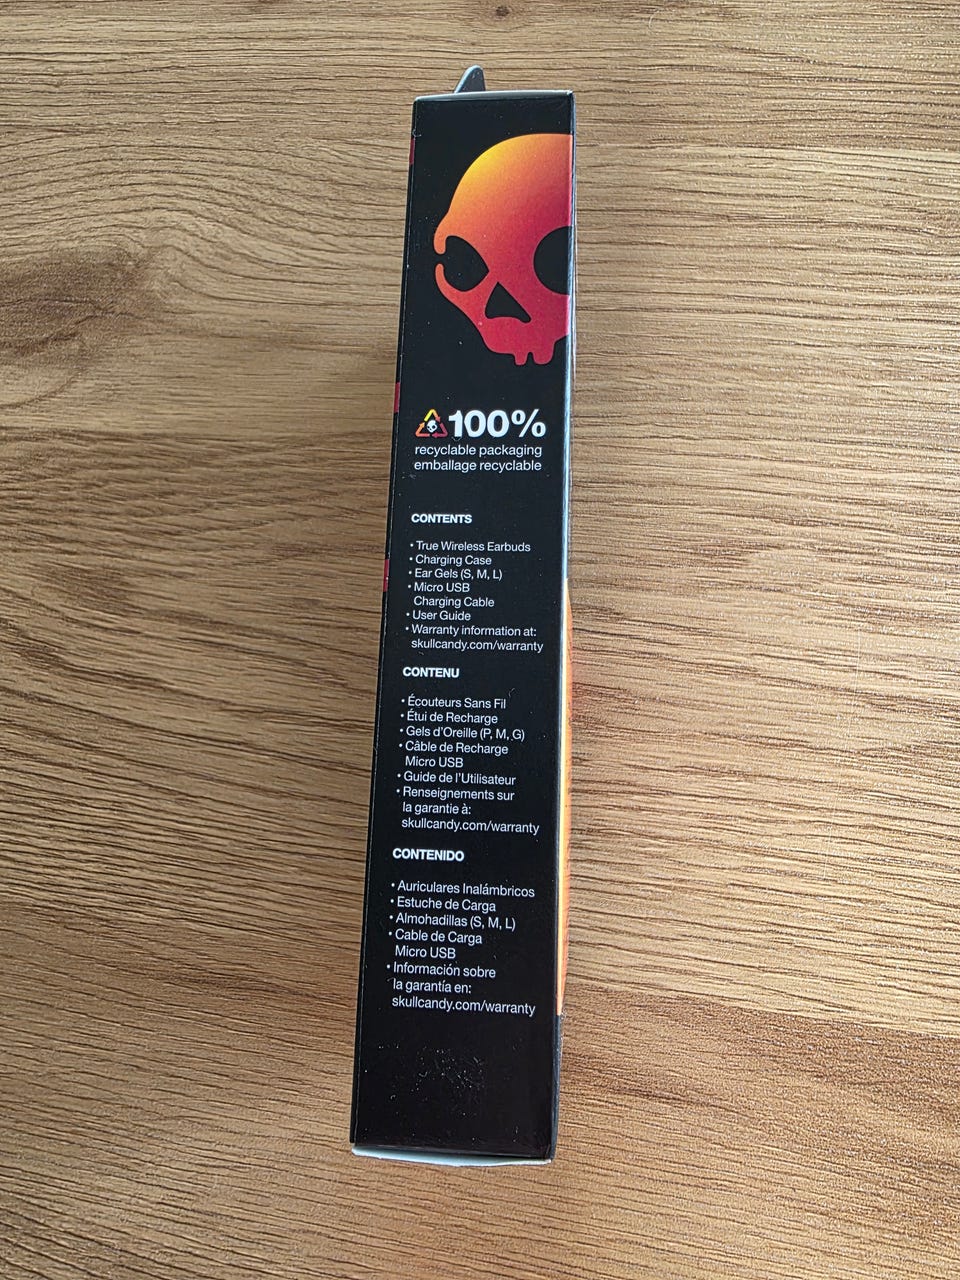 100%
recyclable packaging
emballage recyclable
CONTENTS
• True Wireless Earbuds
• Charging Case
• Ear Gels (S, M, L)
• Micro USB
Charging Cable
• User Guide
• Warranty information at:
skullcandy.com/warranty
CONTENU
• Écouteurs Sans Fil
• Étui de Recharge
• Gels d'Oreille (P, M, G)
• Câble de Recharge
Micro USB
• Guide de l'Utilisateur
• Renseignements sur
la garantie à:
skullcandy.com/warranty
CONTENIDO
• Auriculares Inalámbricos
• Estuche de Carga
• Almohadillas (S, M, L)
• Cable de Carga
Micro USB
• Información sobre
la garantía en:
skullcandy.com/warranty